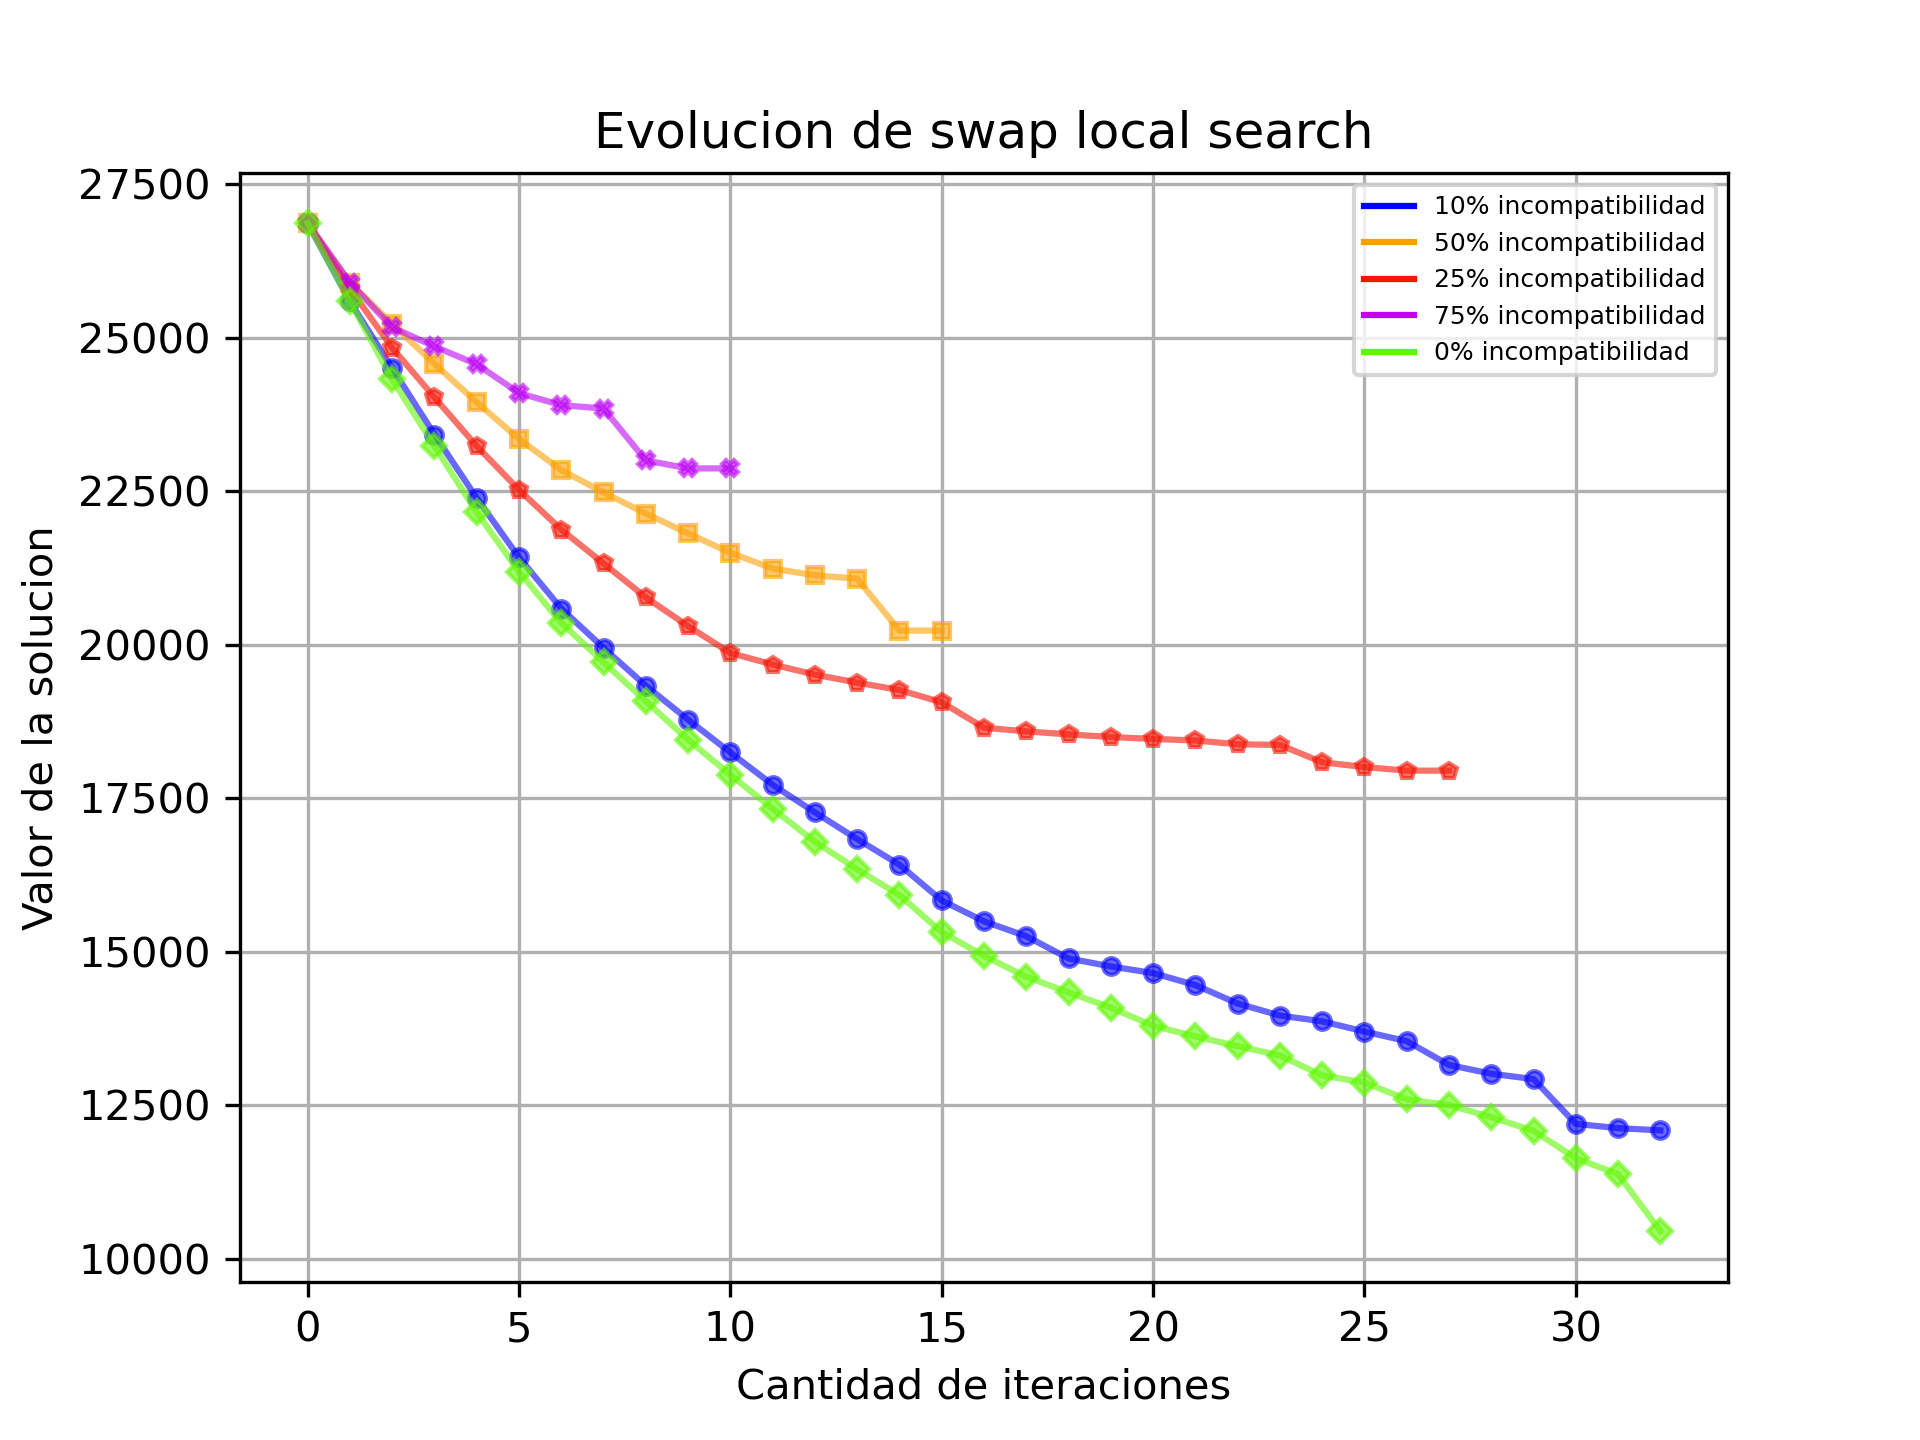 Evolucion de swap local search
27500
25000
22500
20000
17500
15000
12500
10000
Valor de la solucion
10% incompatibilidad
50% incompatibilidad
25% incompatibilidad
75% incompatibilidad
0% incompatibilidad
0 5 10 15 20 25 30
Cantidad de iteraciones